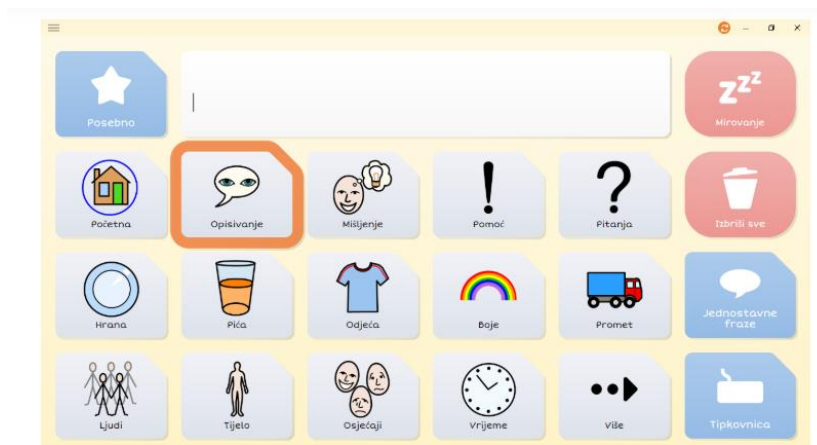 Posebno
zzz
Mirovanje
Početna
Opisivanje
Mišljenje
!
Pomoć
?
Pitanja
Izbriši sve
Hrana
Pića
Odjeća
Boje
Promet
Jednostavne
fraze
Ljudi
Tijelo
Osjećaji
Vrijeme
Više
Tipkovnica